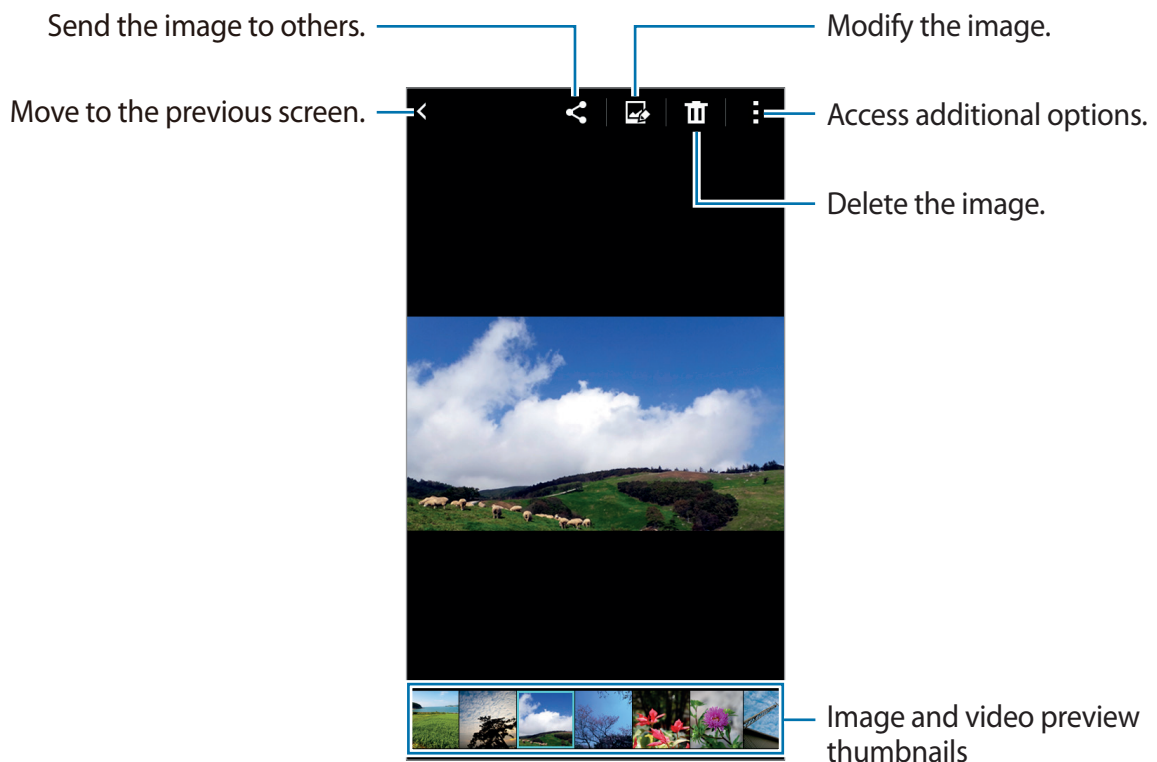 Send the image to others.
Modify the image.
Move to the previous screen.
Access additional options.
Delete the image.
Image and video preview
thumbnails